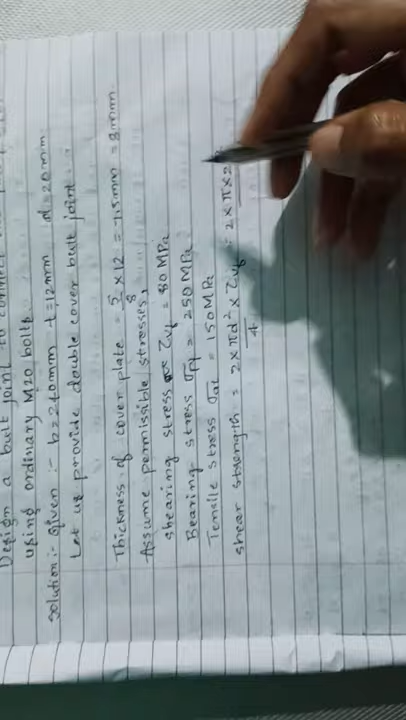 Design a bult joint to connect
using ordinary M20 bolts.
Solution:- Given:- b=240mm t=12mm d=20mm
Let us provide double cover bult joint.
Thickness of cover plate = 5/8 × 12 = 7.5mm = 8mm
Assume permissible stresses,
shearing stress τvf = 80 MPa
Bearing stress σpf = 250 MPa
Tensile stress σat = 150 MPa
shear strength = 2×πd²/4 × τvf = 2×π×2